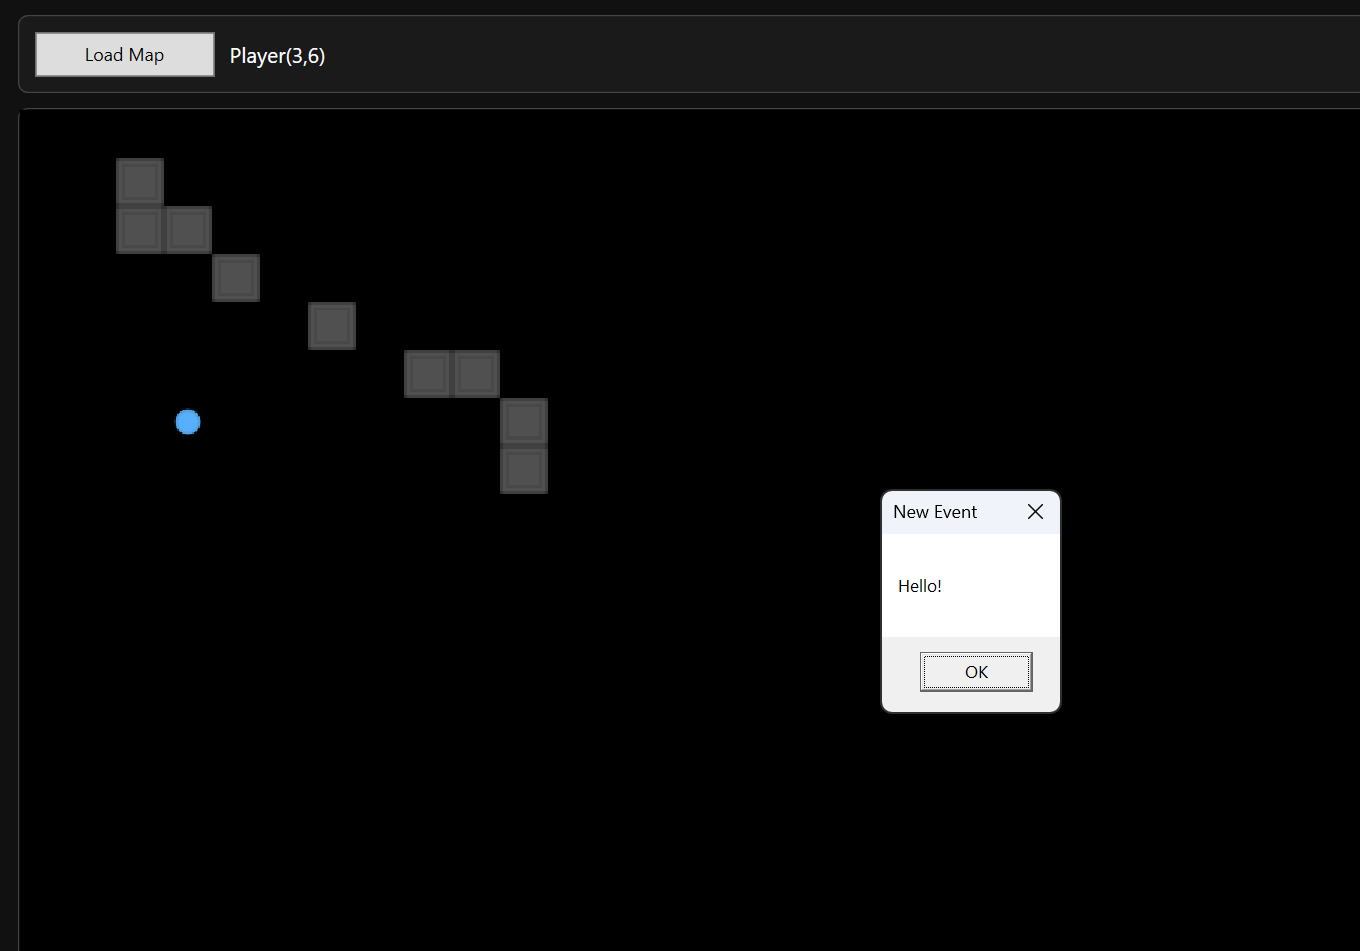 Load Map
Player(3,6)
New Event
Hello!
OK